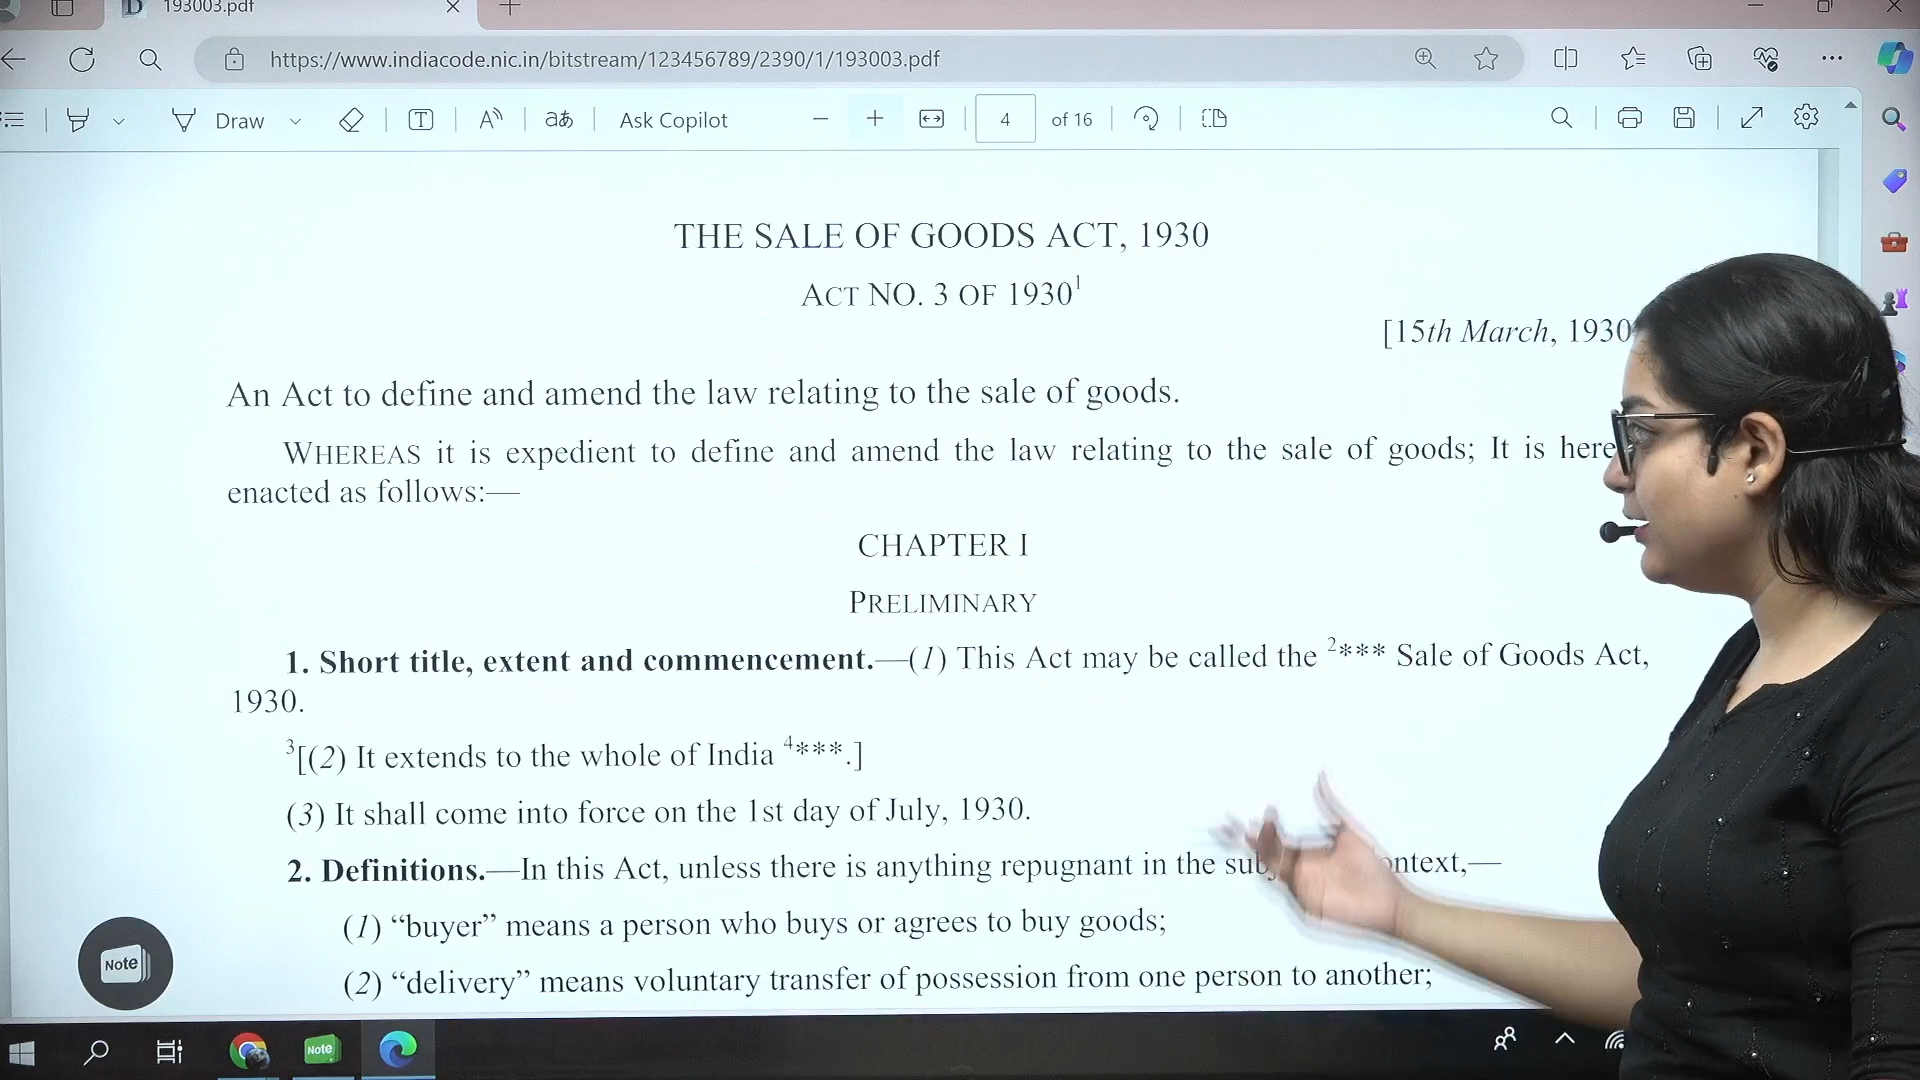 193003.pdf
https://www.indiacode.nic.in/bitstream/123456789/2390/1/193003.pdf
Draw
Ask Copilot
4 of 16
THE SALE OF GOODS ACT, 1930
ACT NO. 3 OF 1930¹
[15th March, 1930
An Act to define and amend the law relating to the sale of goods.
WHEREAS it is expedient to define and amend the law relating to the sale of goods; It is here
enacted as follows:—
CHAPTER I
PRELIMINARY
1. Short title, extent and commencement.—(1) This Act may be called the ²*** Sale of Goods Act,
1930.
³[(2) It extends to the whole of India ⁴***.]
(3) It shall come into force on the 1st day of July, 1930.
2. Definitions.—In this Act, unless there is anything repugnant in the
(1) “buyer” means a person who buys or agrees to buy goods;
(2) “delivery” means voluntary transfer of possession from one person to another;
Note
Note